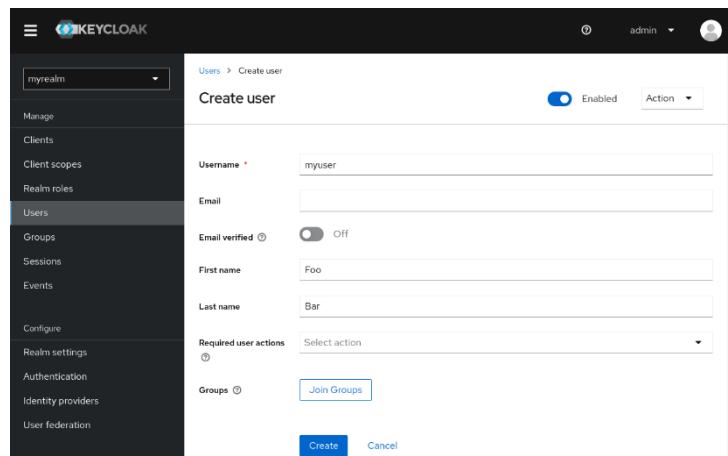 KEYCLOAK
admin
myrealm
Manage
Clients
Client scopes
Realm roles
Users
Groups
Sessions
Events
Configure
Realm settings
Authentication
Identity providers
User federation
Users > Create user
Create user
Enabled
Action
Username *
myuser
Email
Email verified
Off
First name
Foo
Last name
Bar
Required user actions
Select action
Groups
Join Groups
Create
Cancel